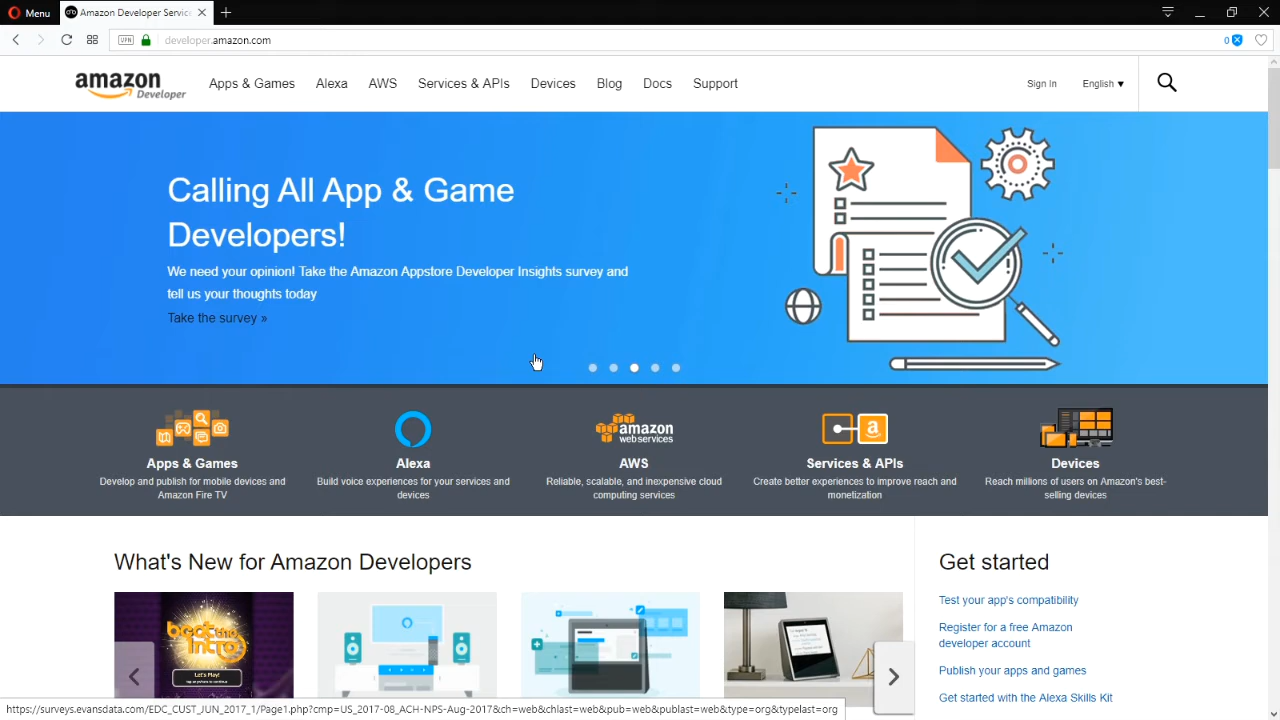 Menu
Amazon Developer Service
VPN
developer.amazon.com
0
amazon
Developer
Apps & Games
Alexa
AWS
Services & APIs
Devices
Blog
Docs
Support
Sign In
English ▼
Calling All App & Game
Developers!
We need your opinion! Take the Amazon Appstore Developer Insights survey and
tell us your thoughts today
Take the survey »
a
amazon
web services
Apps & Games
Develop and publish for mobile devices and
Amazon Fire TV
Alexa
Build voice experiences for your services and
devices
AWS
Reliable, scalable, and inexpensive cloud
computing services
Services & APIs
Create better experiences to improve reach and
monetization
Devices
Reach millions of users on Amazon's best-
selling devices
What's New for Amazon Developers
beat the
intro
Let's Play!
Get started
Test your app's compatibility
Register for a free Amazon
developer account
Publish your apps and games
Get started with the Alexa Skills Kit
https://surveys.evansdata.com/EDC_CUST_JUN_2017_1/Page1.php?cmp=US_2017-08_ACH-NPS-Aug-2017&ch=web&chlast=web&pub=web&publast=web&type=org&typelast=org